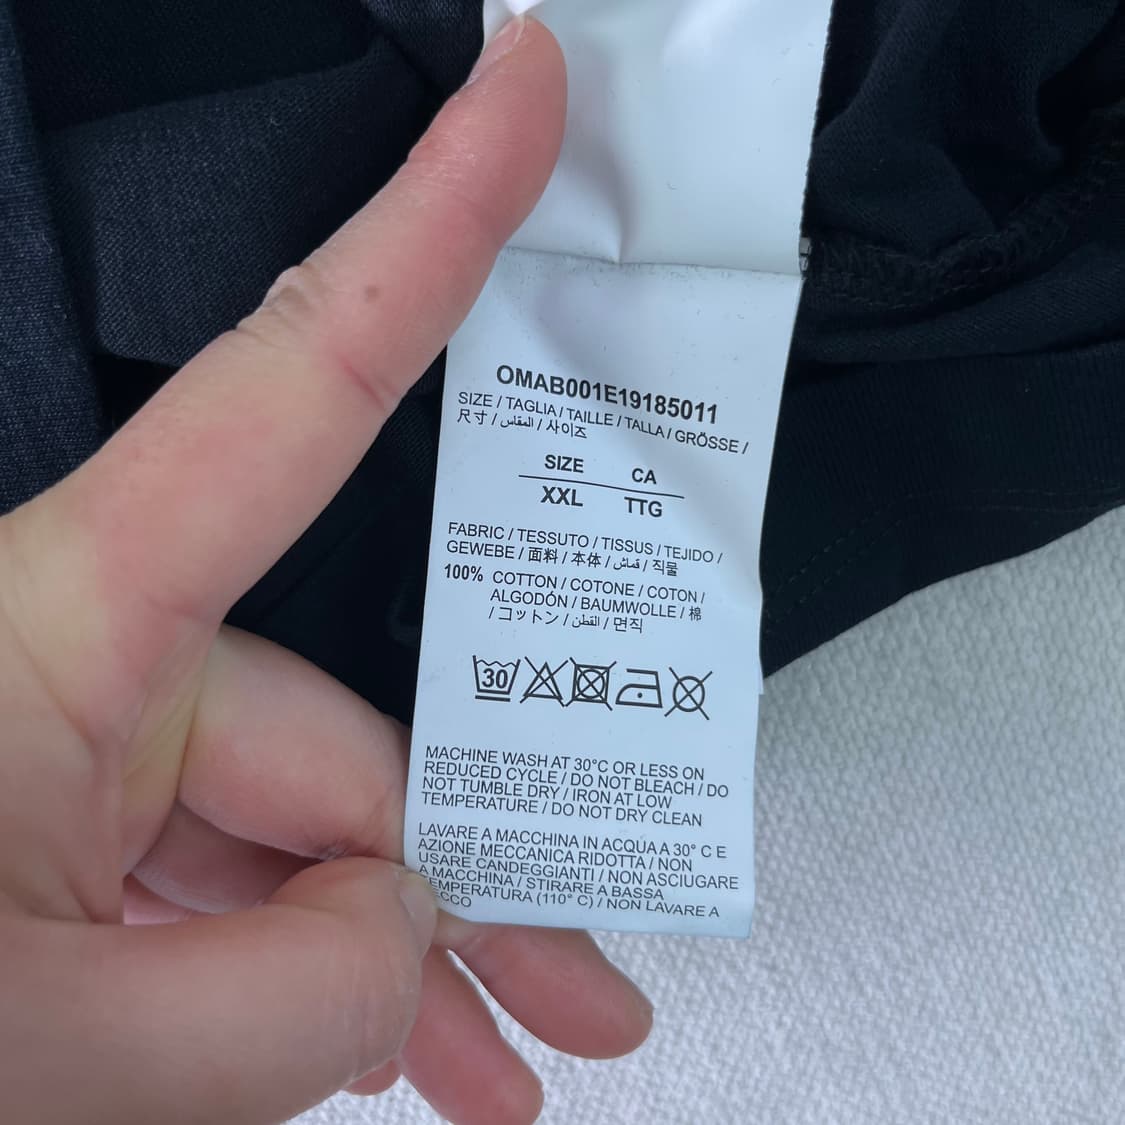 OMAB001E19185011
SIZE / TAGLIA / TAILLE / TALLA / GRÖSSE /
尺寸 / المقاس / 사이즈
SIZE CA
XXL TTG
FABRIC / TESSUTO / TISSUS / TEJIDO /
GEWEBE / 面料 / 本体 / قماش / 직물
100% COTTON / COTONE / COTON /
ALGODÓN / BAUMWOLLE / 棉
/ コットン / القطن / 면직
30
MACHINE WASH AT 30°C OR LESS ON
REDUCED CYCLE / DO NOT BLEACH / DO
NOT TUMBLE DRY / IRON AT LOW
TEMPERATURE / DO NOT DRY CLEAN
LAVARE A MACCHINA IN ACQUA A 30° C E
AZIONE MECCANICA RIDOTTA / NON
USARE CANDEGGIANTI / NON ASCIUGARE
A MACCHINA / STIRARE A BASSA
EMPERATURA (110° C) / NON LAVARE A
ECCO